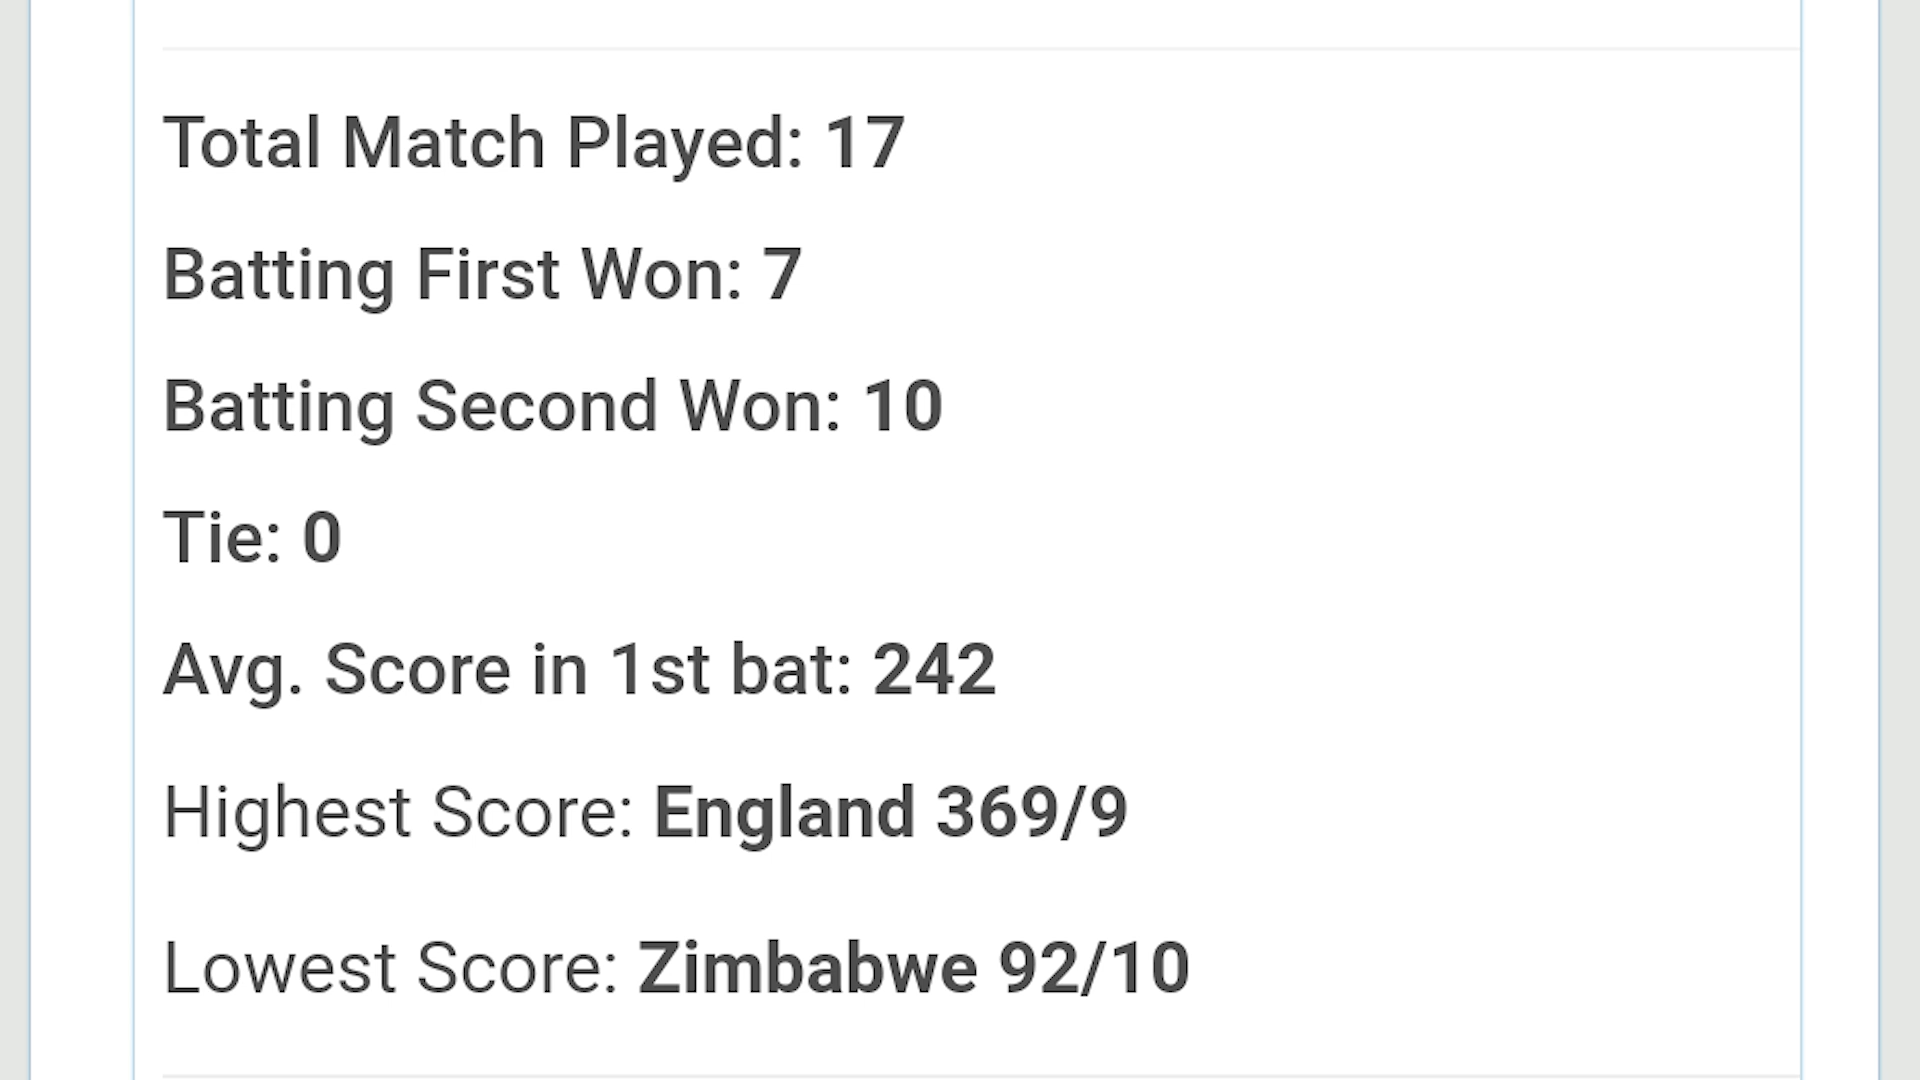 Total Match Played: 17
Batting First Won: 7
Batting Second Won: 10
Tie: 0
Avg. Score in 1st bat: 242
Highest Score: England 369/9
Lowest Score: Zimbabwe 92/10